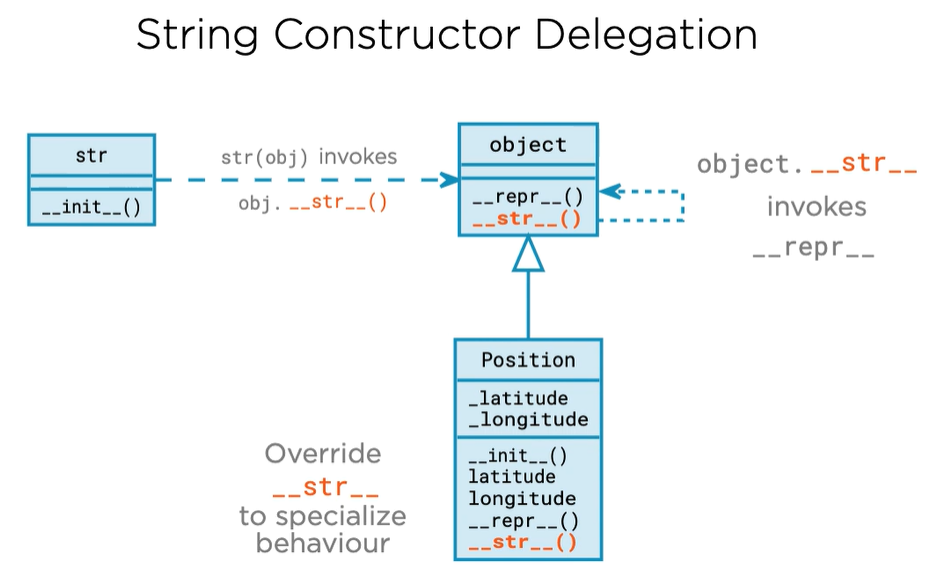 String Constructor Delegation
str
__init__()
str(obj) invokes
obj. __str__()
object
__repr__()
__str__()
object.__str__
invokes
__repr__
Position
_latitude
_longitude
__init__()
latitude
longitude
__repr__()
__str__()
Override
__str__
to specialize
behaviour